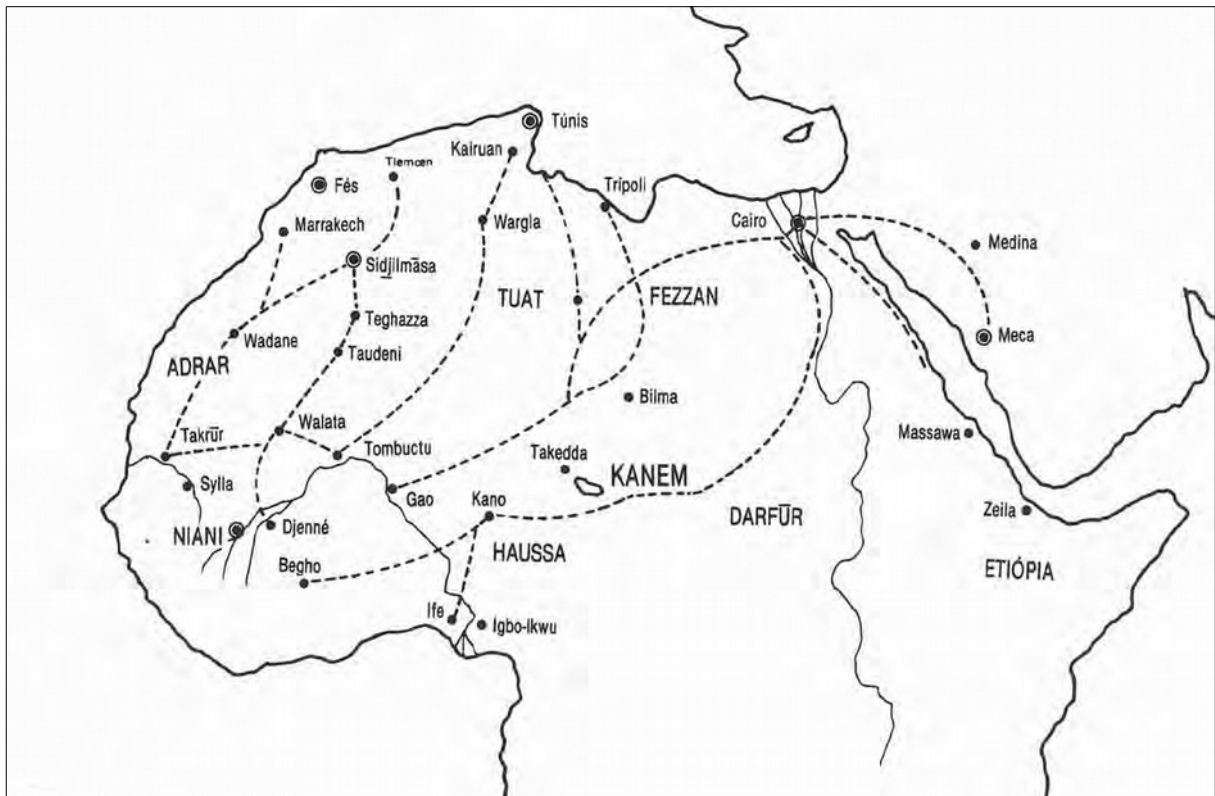 Túnis
Kairuan
Tlemcen
Fés
Trípoli
Marrakech
Wargla
Cairo
Medina
Sidjilmāsa
TUAT
FEZZAN
Teghazza
Wadane
Meca
Taudeni
ADRAR
Bilma
Walata
Takrūr
Tombuctu
Massawa
Takedda
KANEM
Sylla
Gao
Kano
DARFŪR
Zeila
NIANI
Djenné
HAUSSA
Begho
ETIÓPIA
Ife
Igbo-Ikwu